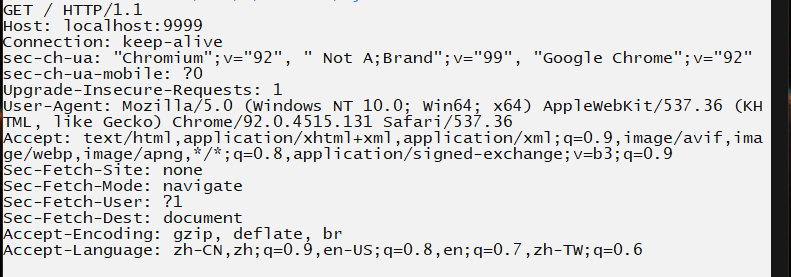 GET / HTTP/1.1
Host: localhost:9999
Connection: keep-alive
sec-ch-ua: "Chromium";v="92", " Not A;Brand";v="99", "Google Chrome";v="92"
sec-ch-ua-mobile: ?0
Upgrade-Insecure-Requests: 1
User-Agent: Mozilla/5.0 (Windows NT 10.0; Win64; x64) AppleWebKit/537.36 (KH
TML, like Gecko) Chrome/92.0.4515.131 Safari/537.36
Accept: text/html,application/xhtml+xml,application/xml;q=0.9,image/avif,ima
ge/webp,image/apng,*/*;q=0.8,application/signed-exchange;v=b3;q=0.9
Sec-Fetch-Site: none
Sec-Fetch-Mode: navigate
Sec-Fetch-User: ?1
Sec-Fetch-Dest: document
Accept-Encoding: gzip, deflate, br
Accept-Language: zh-CN,zh;q=0.9,en-US;q=0.8,en;q=0.7,zh-TW;q=0.6